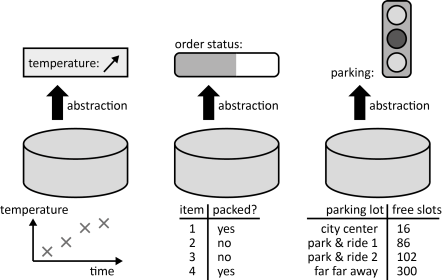 temperature:
order status:
parking:
abstraction
abstraction
abstraction
temperature
time
item packed?
1 yes
2 no
3 no
4 yes
parking lot free slots
city center 16
park & ride 1 86
park & ride 2 102
far far away 300